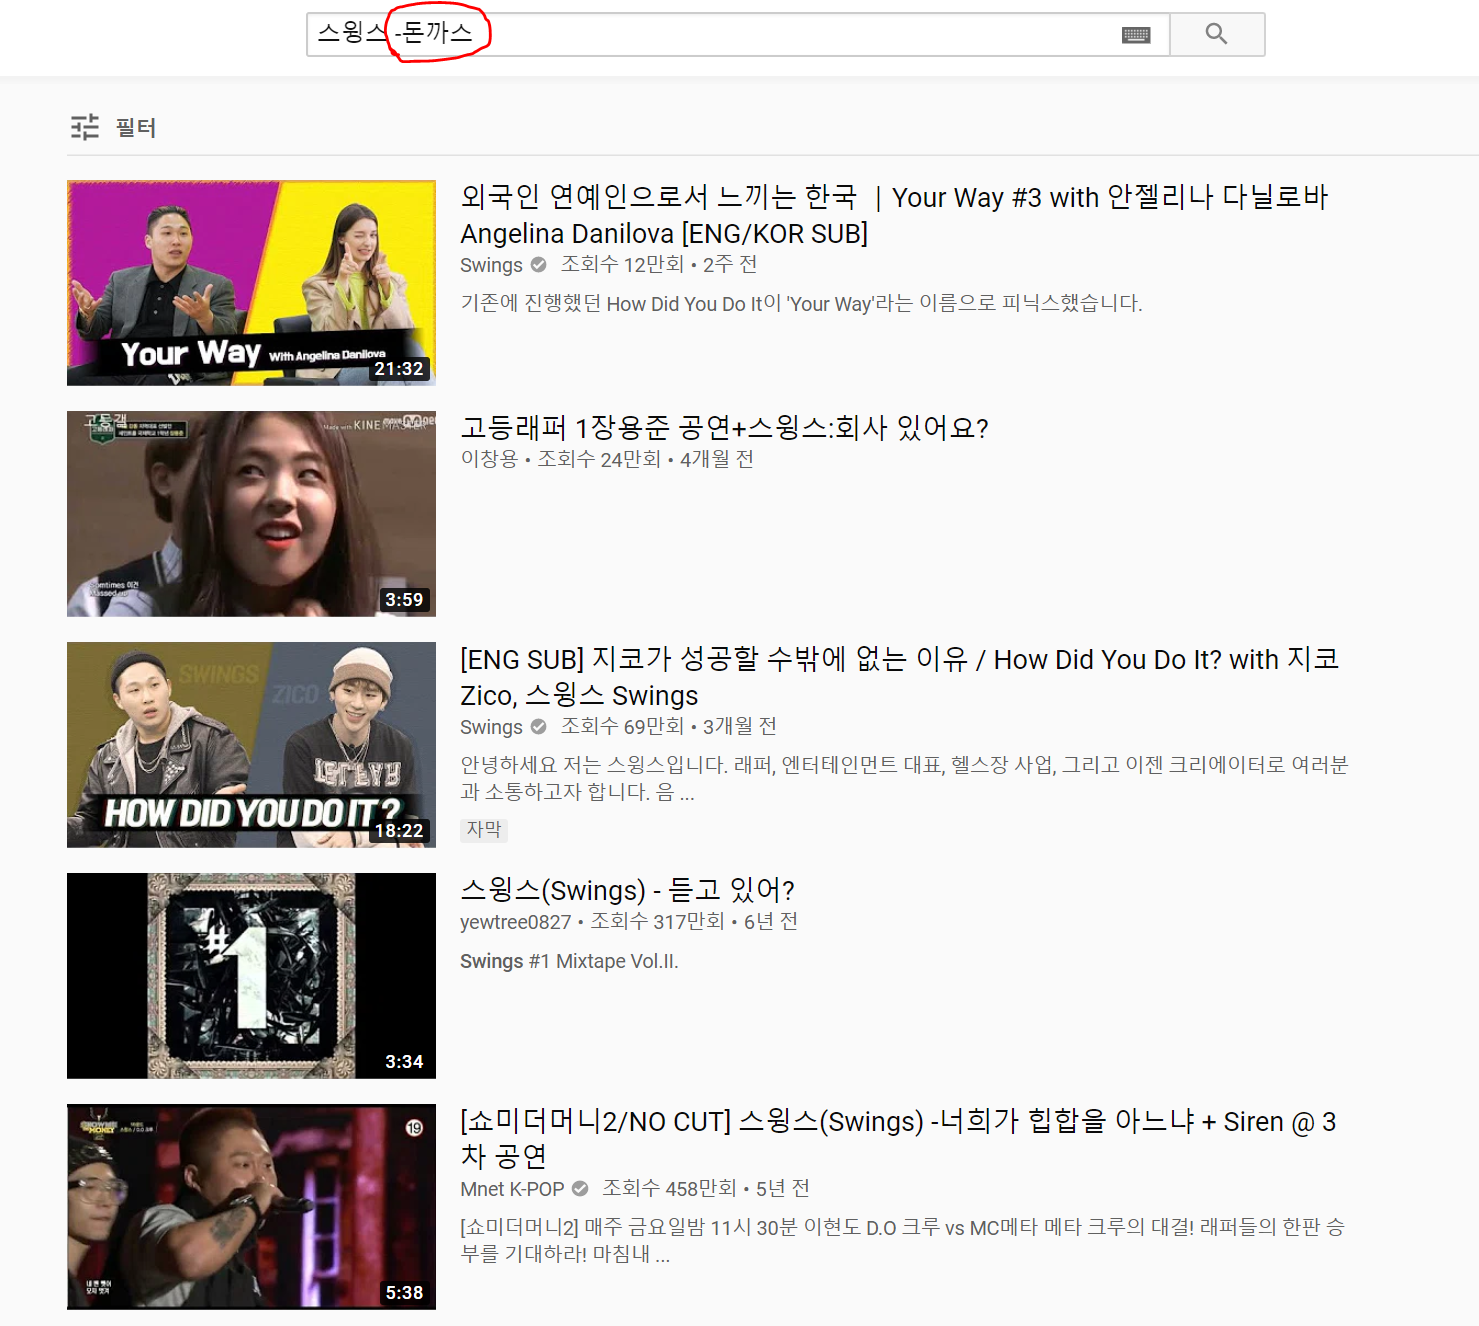 스윙스 -돈까스
필터
외국인 연예인으로서 느끼는 한국 ｜Your Way #3 with 안젤리나 다닐로바
Angelina Danilova [ENG/KOR SUB]
Swings 조회수 12만회 • 2주 전
기존에 진행했던 How Did You Do It이 'Your Way'라는 이름으로 피닉스했습니다.
Your Way With Angelina Danilova
21:32
고등래퍼 1장용준 공연+스윙스:회사 있어요?
이창용 • 조회수 24만회 • 4개월 전
Made with KINEMASTER
3:59
[ENG SUB] 지코가 성공할 수밖에 없는 이유 / How Did You Do It? with 지코
Zico, 스윙스 Swings
Swings 조회수 69만회 • 3개월 전
안녕하세요 저는 스윙스입니다. 래퍼, 엔터테인먼트 대표, 헬스장 사업, 그리고 이젠 크리에이터로 여러분
과 소통하고자 합니다. 음 ...
자막
SWINGS
ZICO
HOW DID YOU DO IT ?
18:22
스윙스(Swings) - 듣고 있어?
yewtree0827 • 조회수 317만회 • 6년 전
Swings #1 Mixtape Vol.II.
#1
3:34
[쇼미더머니2/NO CUT] 스윙스(Swings) -너희가 힙합을 아느냐 + Siren @ 3
차 공연
Mnet K-POP 조회수 458만회 • 5년 전
[쇼미더머니2] 매주 금요일밤 11시 30분 이현도 D.O 크루 vs MC메타 메타 크루의 대결! 래퍼들의 한판 승
부를 기대하라! 마침내 ...
19
5:38